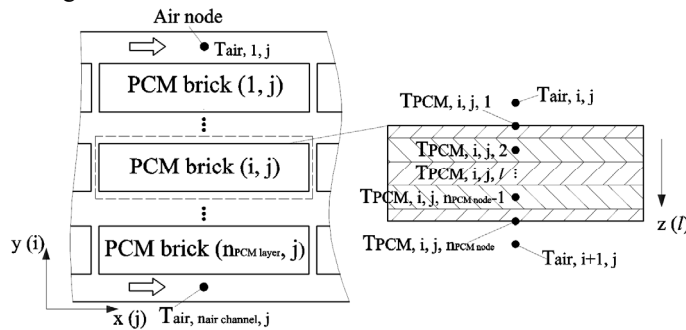 Air node
Tair, 1, j
PCM brick (1, j)
PCM brick (i, j)
PCM brick (nPCM layer, j)
y (i)
x (j)
Tair, nair channel, j
TPCM, i, j, 1
Tair, i, j
TPCM, i, j, 2
TPCM, i, j, l
TPCM, i, j, nPCM node-1
TPCM, i, j, nPCM node
Tair, i+1, j
z (l)